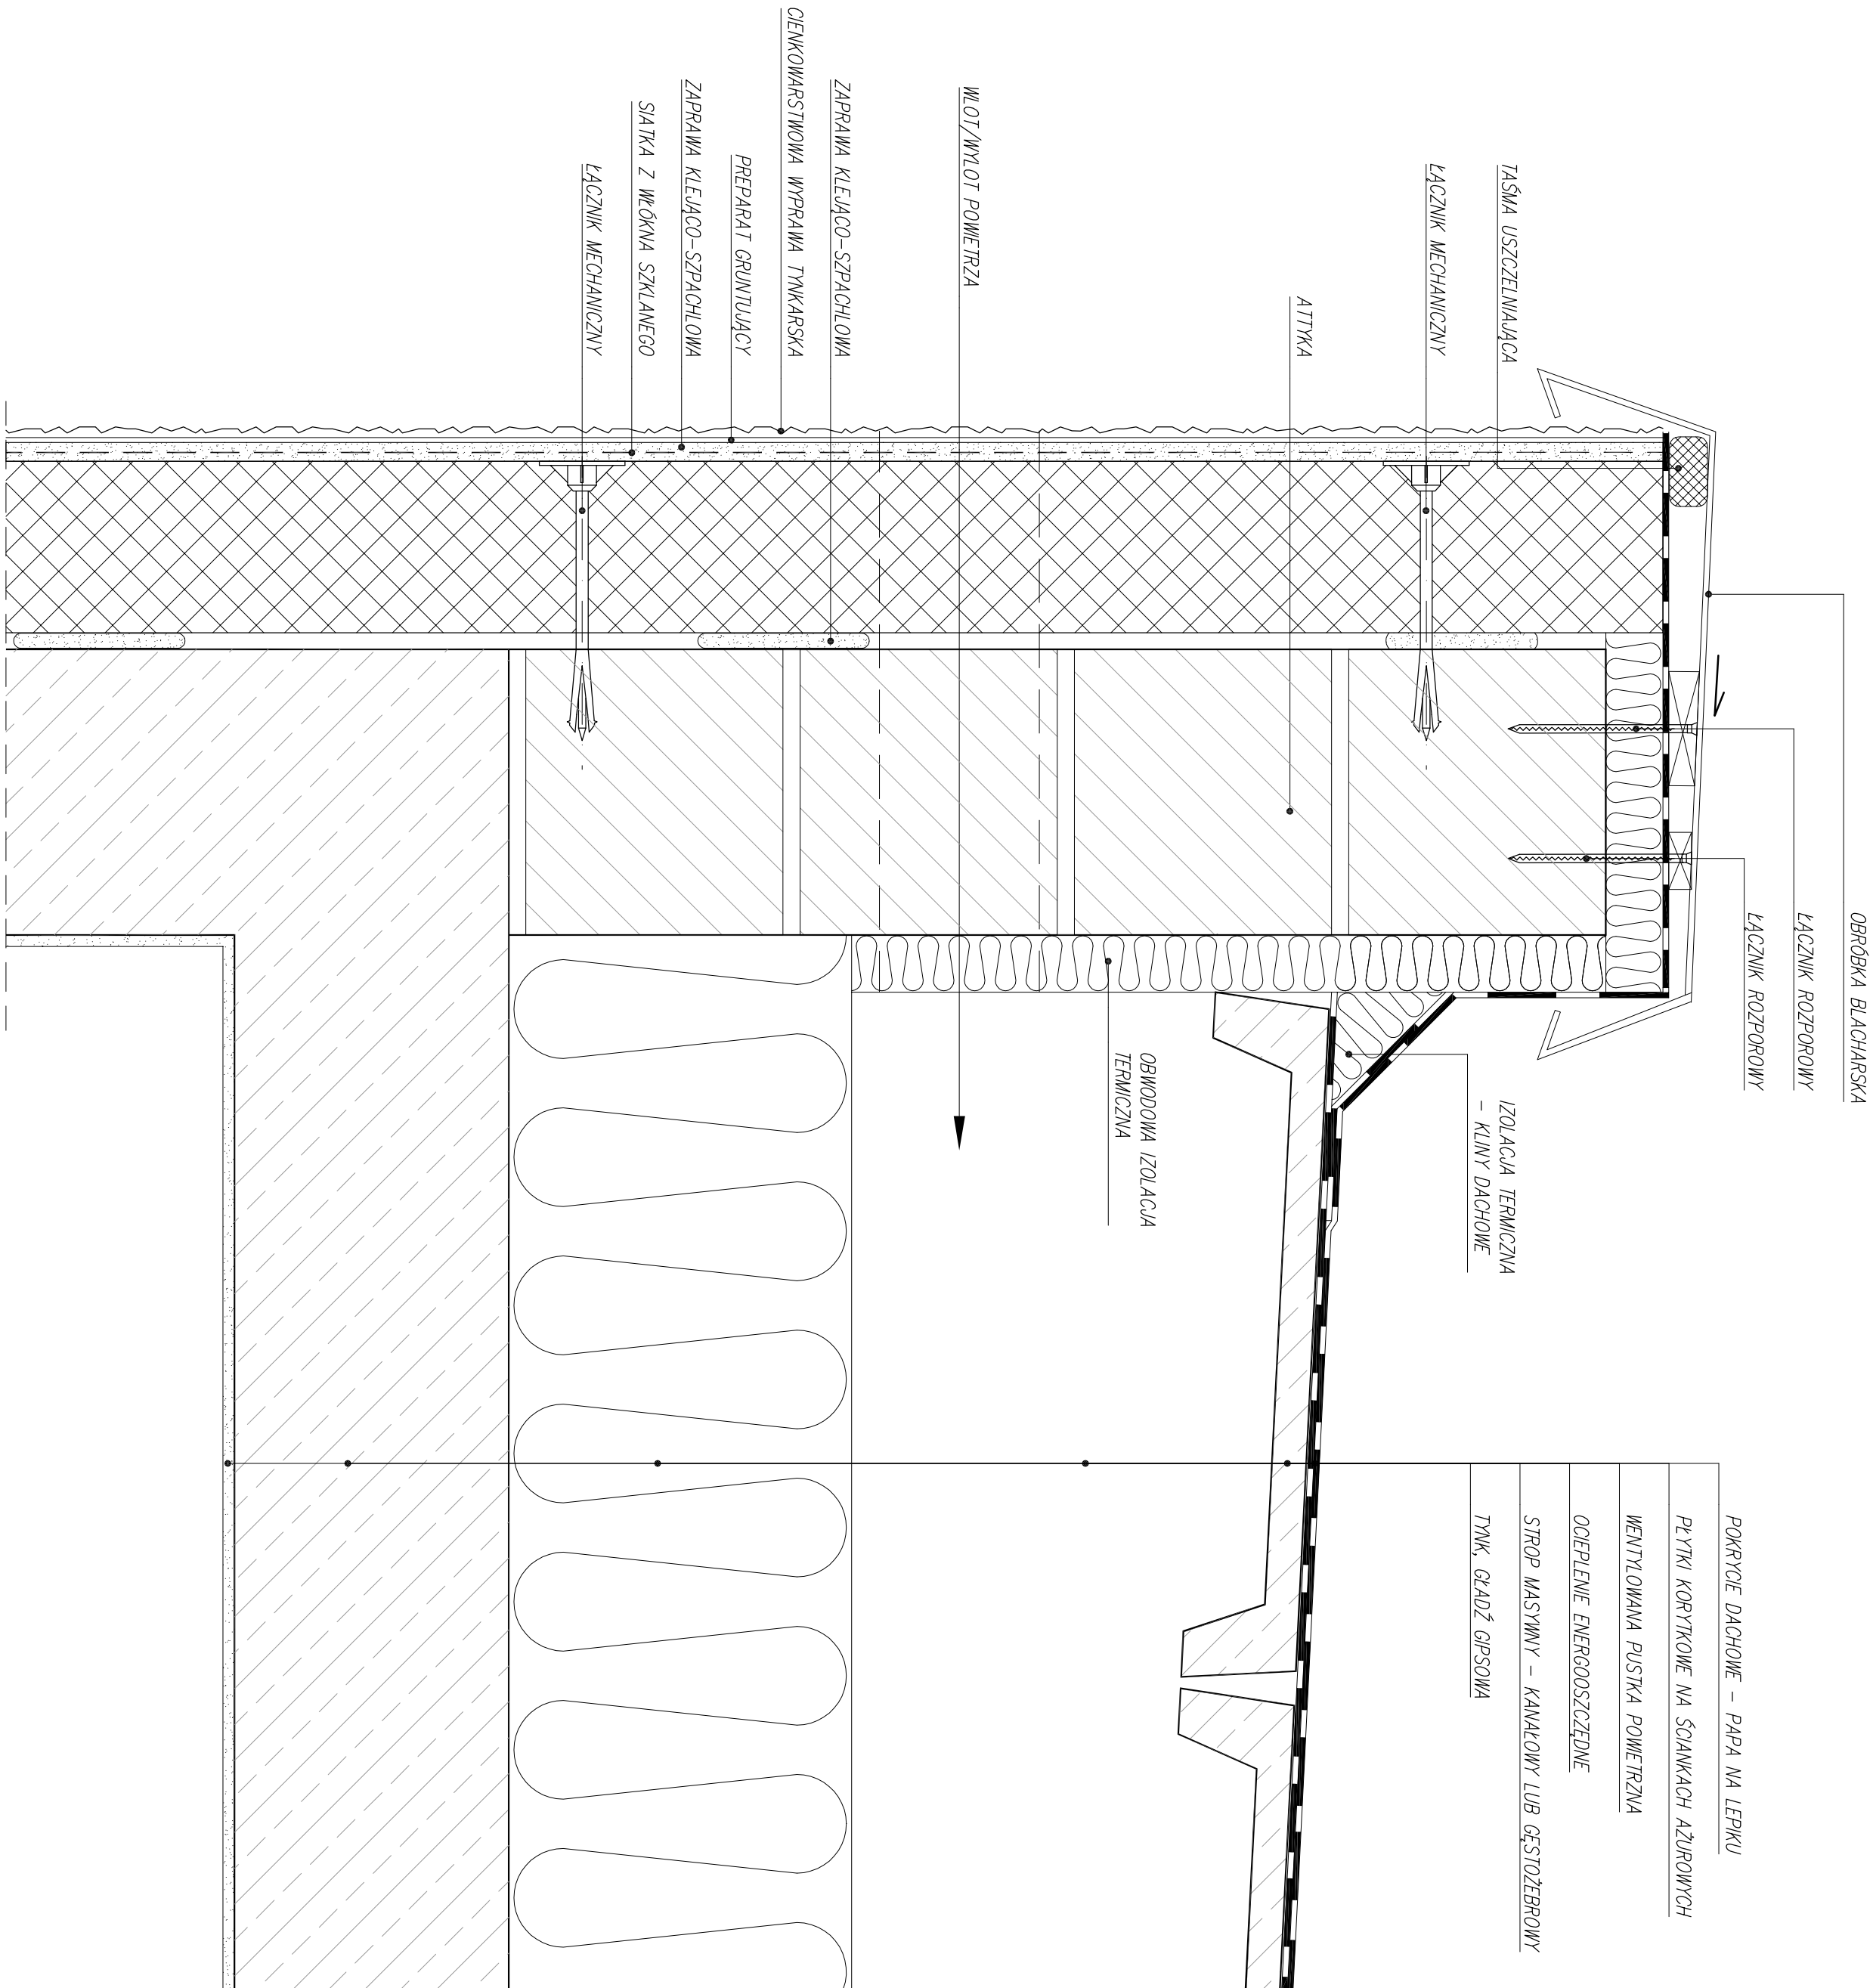 OBRÓBKA BLACHARSKA
ŁĄCZNIK ROZPOROWY
ŁĄCZNIK ROZPOROWY
TAŚMA USZCZELNIAJĄCA
ŁĄCZNIK MECHANICZNY
ATTYKA
WLOT/WYLOT POWIETRZA
ZAPRAWA KLEJĄCO-SZPACHLOWA
CIENKOWARSTWOWA WYPRAWA TYNKARSKA
PREPARAT GRUNTUJĄCY
ZAPRAWA KLEJĄCO-SZPACHLOWA
SIATKA Z WŁÓKNA SZKLANEGO
ŁĄCZNIK MECHANICZNY
IZOLACJA TERMICZNA
- KLINY DACHOWE
OBWODOWA IZOLACJA
TERMICZNA
POKRYCIE DACHOWE - PAPA NA LEPIKU
PŁYTKI KORYTKOWE NA ŚCIANKACH AŻUROWYCH
WENTYLOWANA PUSTKA POWIETRZNA
OCIEPLENIE ENERGOOSZCZĘDNE
STROP MASYWNY - KANAŁOWY LUB GĘSTOŻEBROWY
TYNK, GŁADŹ GIPSOWA